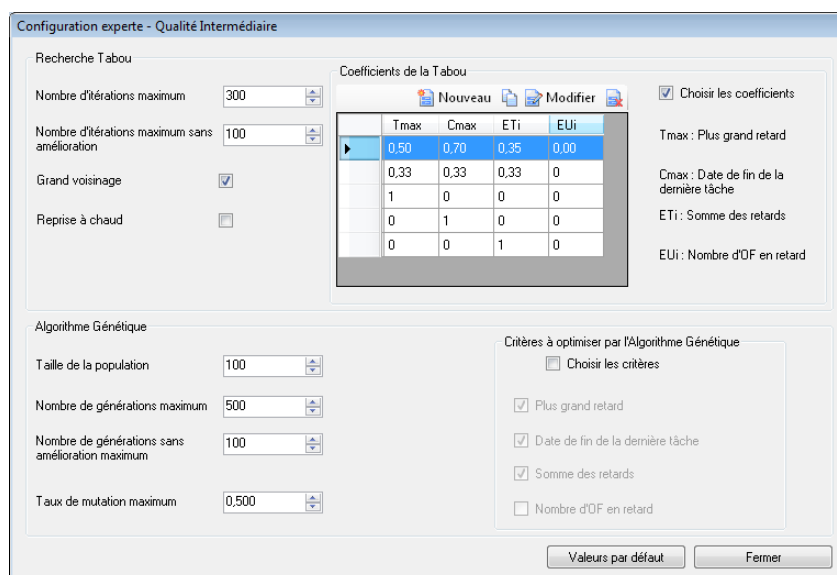 Configuration experte - Qualité Intermédiaire
Recherche Tabou
Nombre d'itérations maximum
300
Nombre d'itérations maximum sans
amélioration
100
Grand voisinage
Reprise à chaud
Coefficients de la Tabou
Nouveau
Modifier
Tmax Cmax ETi EUi
0,50 0,70 0,35 0,00
0,33 0,33 0,33 0
1 0 0 0
0 1 0 0
0 0 1 0
Choisir les coefficients
Tmax : Plus grand retard
Cmax : Date de fin de la
dernière tâche
ETi : Somme des retards
EUi : Nombre d'OF en retard
Algorithme Génétique
Taille de la population
100
Nombre de générations maximum
500
Nombre de générations sans
amélioration maximum
100
Taux de mutation maximum
0,500
Critères à optimiser par l'Algorithme Génétique
Choisir les critères
Plus grand retard
Date de fin de la dernière tâche
Somme des retards
Nombre d'OF en retard
Valeurs par défaut
Fermer